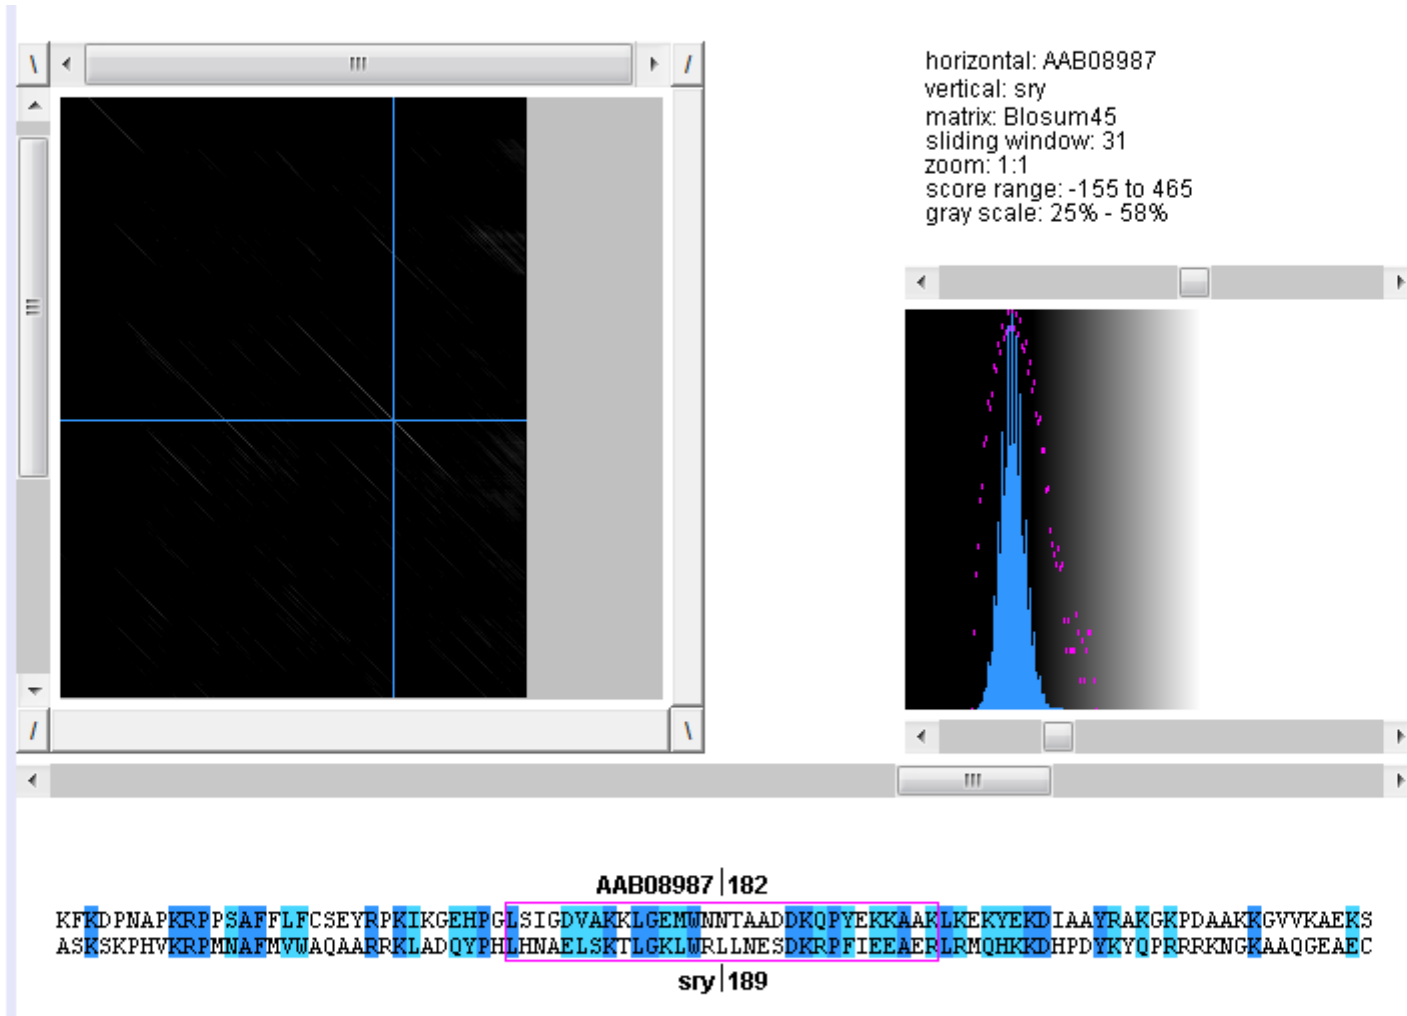 horizontal: AAB08987
vertical: sry
matrix: Blosum45
sliding window: 31
zoom: 1:1
score range: -155 to 465
gray scale: 25% - 58%
\
/
/
\
AAB08987|182
KFKDPNAPKRPPSAFFLFCSEYRPKIKGEHPGLSIGDVAKKLGEMWNNTAADDKQPYEKKAAKLKEKYEKDIAAYRAKGKPDAAKKGVVKAEKS
ASKSKPHVKRPMNAFMVWAQAARRKLADQYPHLHNAELSKTLGKLWRLLNESDKRPFIEEAERLRMQHKKDHPDYKYQPRRRKNGKAAQGEAEC
sry|189